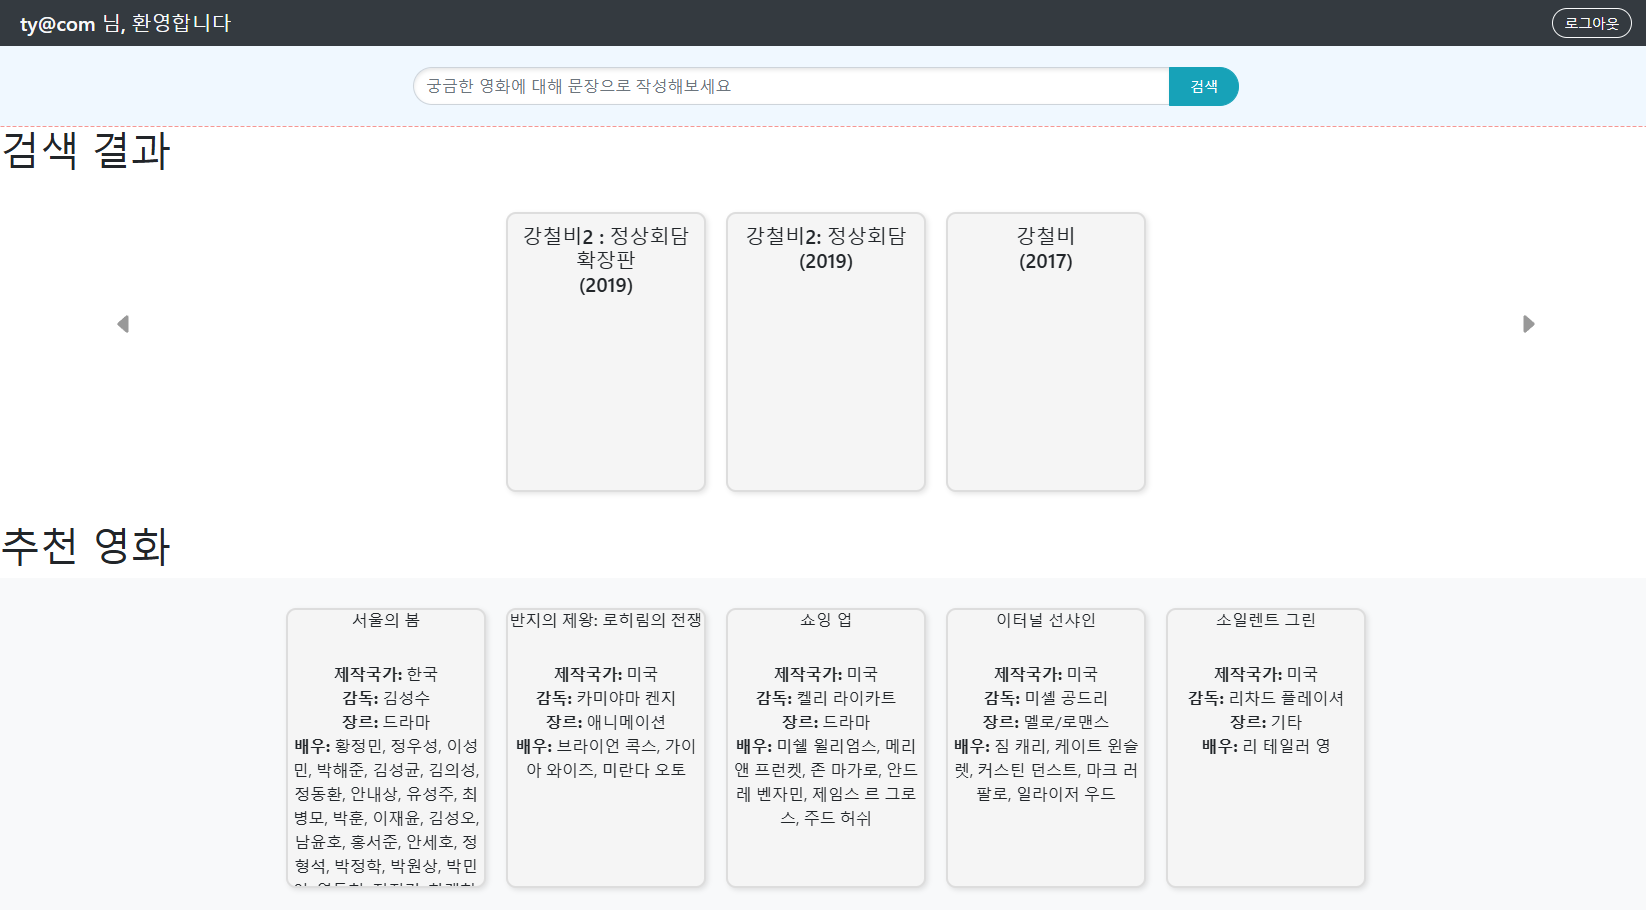 ty@com 님, 환영합니다
로그아웃
궁금한 영화에 대해 문장으로 작성해보세요
검색
검색 결과
강철비2 : 정상회담
확장판
(2019)
강철비2: 정상회담
(2019)
강철비
(2017)
추천 영화
서울의 봄
제작국가: 한국
감독: 김성수
장르: 드라마
배우: 황정민, 정우성, 이성
민, 박해준, 김성균, 김의성,
정동환, 안내상, 유성주, 최
병모, 박훈, 이재윤, 김성오,
남윤호, 홍서준, 안세호, 정
형석, 박정학, 박원상, 박민
반지의 제왕: 로히림의 전쟁
제작국가: 미국
감독: 카미야마 켄지
장르: 애니메이션
배우: 브라이언 콕스, 가이
아 와이즈, 미란다 오토
쇼잉 업
제작국가: 미국
감독: 켈리 라이카트
장르: 드라마
배우: 미쉘 윌리엄스, 메리
앤 프런켓, 존 마가로, 안드
레 벤자민, 제임스 르 그로
스, 주드 허쉬
이터널 선샤인
제작국가: 미국
감독: 미셸 공드리
장르: 멜로/로맨스
배우: 짐 캐리, 케이트 윈슬
렛, 커스틴 던스트, 마크 러
팔로, 일라이저 우드
소일렌트 그린
제작국가: 미국
감독: 리차드 플레이셔
장르: 기타
배우: 리 테일러 영